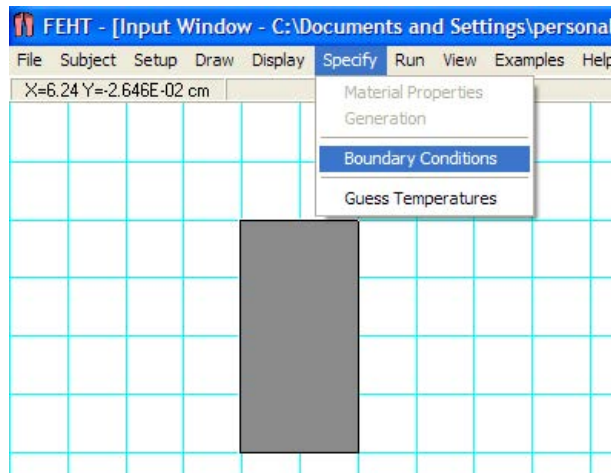 FEHT - [Input Window - C:\Documents and Settings\personal
File Subject Setup Draw Display Specify Run View Examples Help
X=6.24 Y=-2.646E-02 cm
Material Properties
Generation
Boundary Conditions
Guess Temperatures